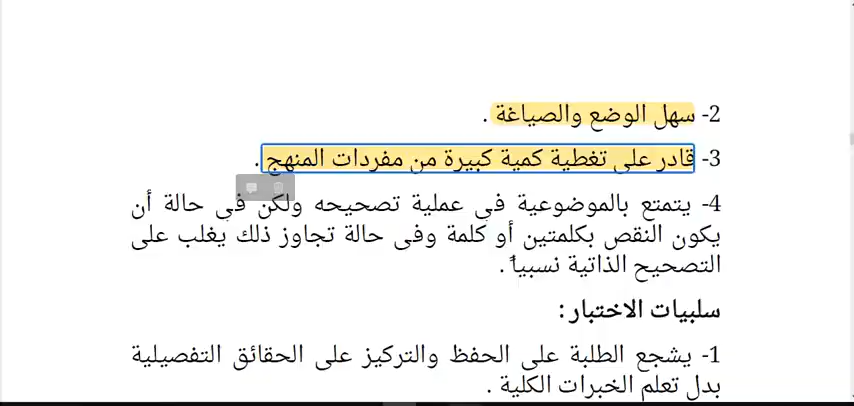 2- سهل الوضع والصياغة .
3- قادر على تغطية كمية كبيرة من مفردات المنهج .
4- يتمتع بالموضوعية في عملية تصحيحه ولكن في حالة أن
يكون النقص بكلمتين أو كلمة وفى حالة تجاوز ذلك يغلب على
التصحيح الذاتية نسبياً .
سلبيات الاختبار :
1- يشجع الطلبة على الحفظ والتركيز على الحقائق التفصيلية
بدل تعلم الخبرات الكلية .